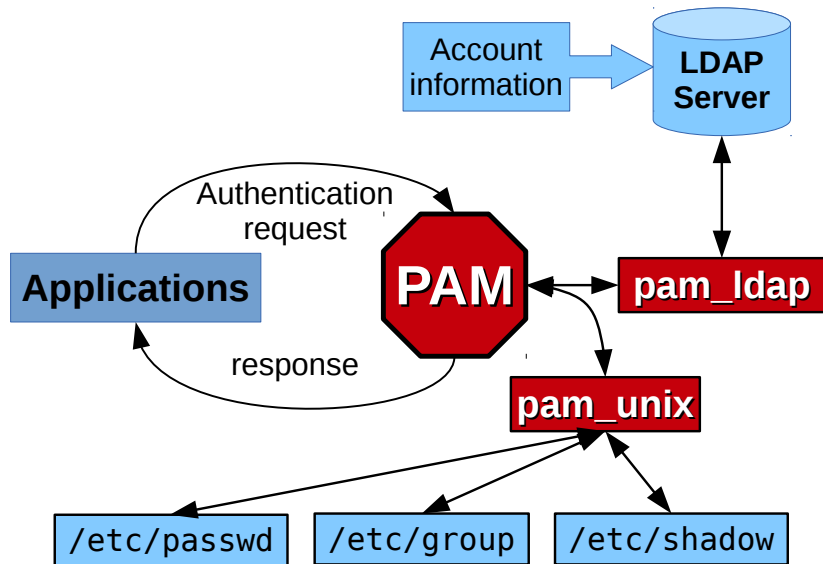 Account
information
LDAP
Server
Authentication
request
Applications
PAM
pam_ldap
response
pam_unix
/etc/passwd
/etc/group
/etc/shadow